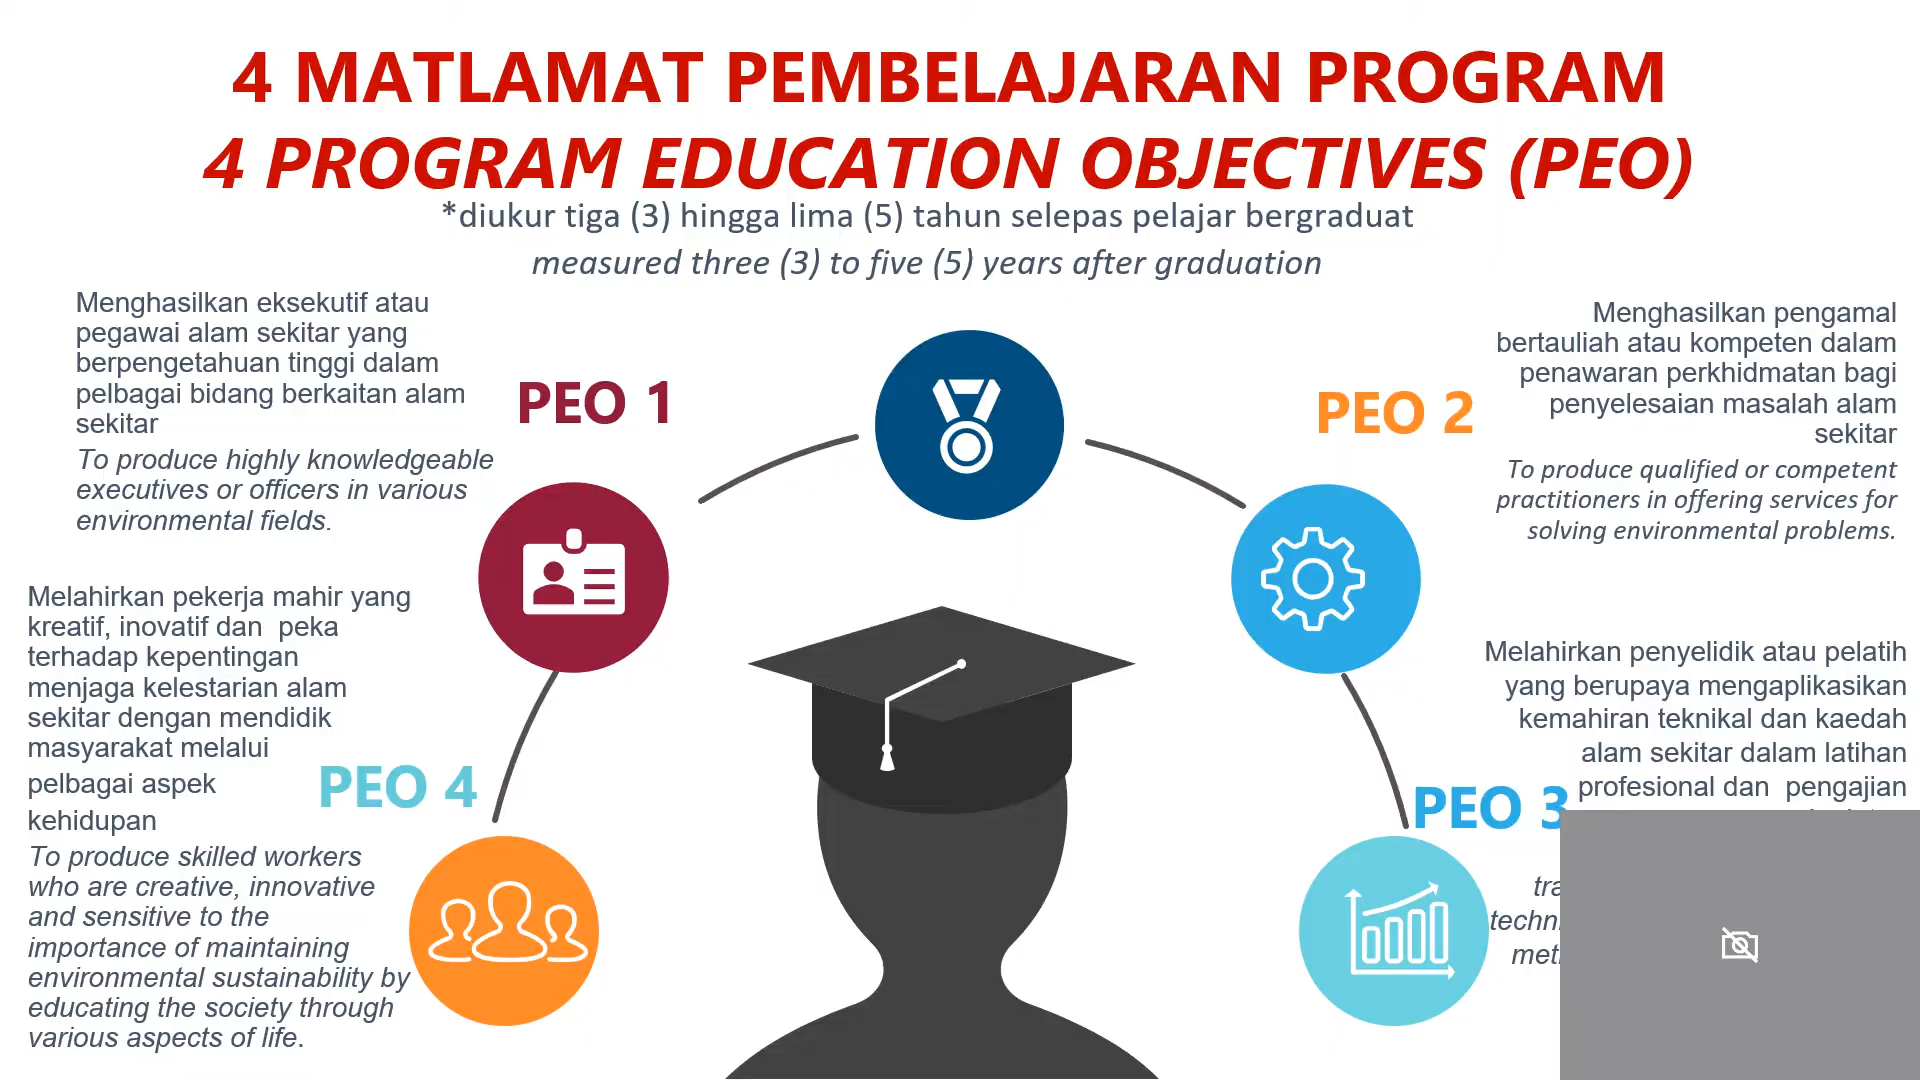 4 MATLAMAT PEMBELAJARAN PROGRAM
4 PROGRAM EDUCATION OBJECTIVES (PEO)
*diukur tiga (3) hingga lima (5) tahun selepas pelajar bergraduat
measured three (3) to five (5) years after graduation
Menghasilkan eksekutif atau
pegawai alam sekitar yang
berpengetahuan tinggi dalam
pelbagai bidang berkaitan alam
sekitar
To produce highly knowledgeable
executives or officers in various
environmental fields.
PEO 1
PEO 2
Menghasilkan pengamal
bertauliah atau kompeten dalam
penawaran perkhidmatan bagi
penyelesaian masalah alam
sekitar
To produce qualified or competent
practitioners in offering services for
solving environmental problems.
Melahirkan pekerja mahir yang
kreatif, inovatif dan  peka
terhadap kepentingan
menjaga kelestarian alam
sekitar dengan mendidik
masyarakat melalui
pelbagai aspek
kehidupan
To produce skilled workers
who are creative, innovative
and sensitive to the
importance of maintaining
environmental sustainability by
educating the society through
various aspects of life.
PEO 4
Melahirkan penyelidik atau pelatih
yang berupaya mengaplikasikan
kemahiran teknikal dan kaedah
alam sekitar dalam latihan
profesional dan  pengajian
PEO 3